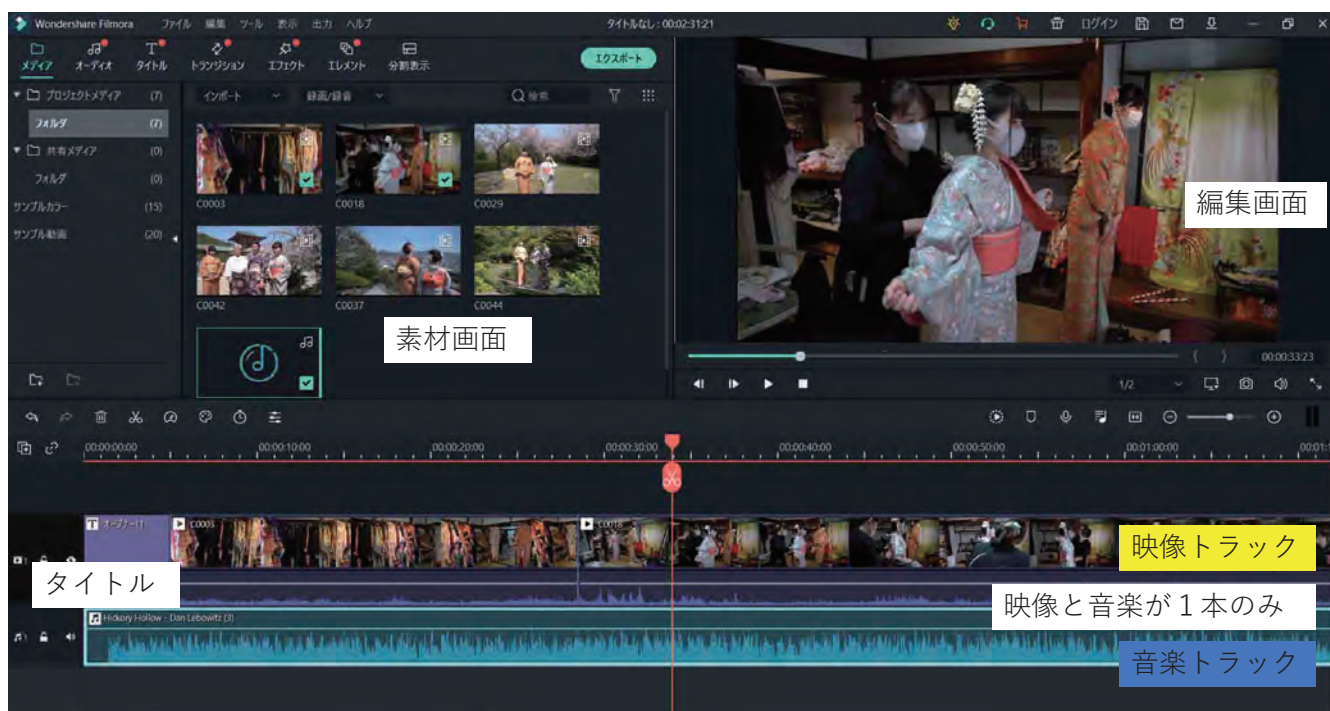 Wondershare Filmora ファイル 編集 ツール 表示 出力 ヘルプ タイトルなし : 00:02:31:21 ログイン
メディア オーディオ タイトル トランジション エフェクト エレメント 分割表示 エクスポート
プロジェクトメディア (7) インポート 録画/録音 検索
フォルダ (7)
共有メディア (0)
フォルダ (0)
サンプルカラー (15)
サンプル動画 (20)
C0003 C0018 C0029
C0042 C0037 C0044
素材画面
編集画面
00:00:33:23
1/2
00:00:00:00 00:00:10:00 00:00:20:00 00:00:30:00 00:00:40:00 00:00:50:00 00:01:00:00 00:01:1
オープナー(1) C0003 C0018
映像トラック
タイトル
映像と音楽が1本のみ
Hickory Hollow - Dan Lebowitz (3)
音楽トラック